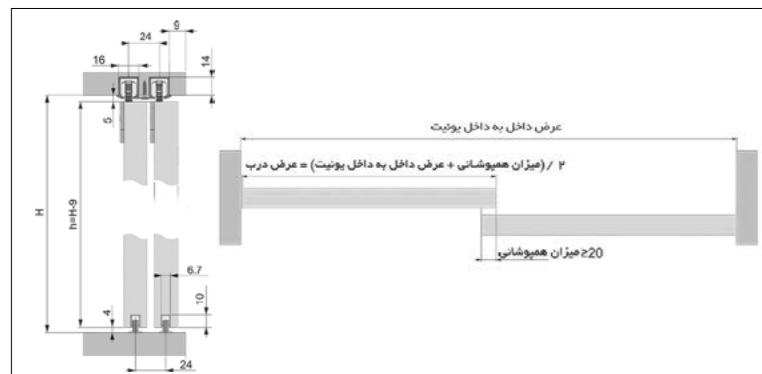 9
24
16
14
5
H
h=H-9
6.7
10
4
24
عرض داخل به داخل یونیت
عرض درب = (میزان همپوشانی + عرض داخل به داخل یونیت) / ۲
میزان همپوشانی≥20